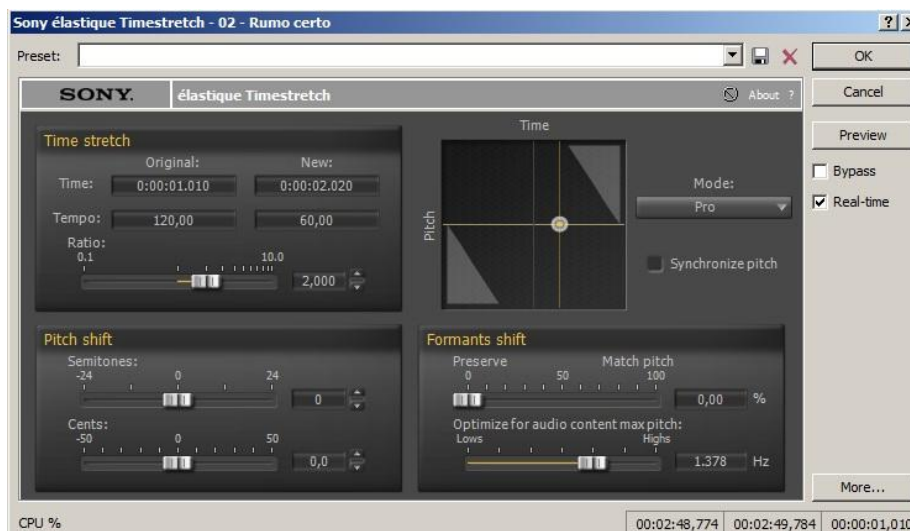 Sony élastique Timestretch - 02 - Rumo certo
Preset:
OK
SONY.
élastique Timestretch
About ?
Cancel
Preview
Bypass
Real-time
Time stretch
Original: New:
Time: 0:00:01.010 0:00:02.020
Tempo: 120,00 60,00
Ratio:
0.1 10.0
2,000
Time
Pitch
Mode:
Pro
Synchronize pitch
Pitch shift
Semitones:
-24 0 24
0
Cents:
-50 0 50
0,0
Formants shift
Preserve Match pitch
0 50 100
0,00 %
Optimize for audio content max pitch:
Lows Highs
1.378 Hz
More...
CPU %
00:02:48,774 00:02:49,784 00:00:01,010